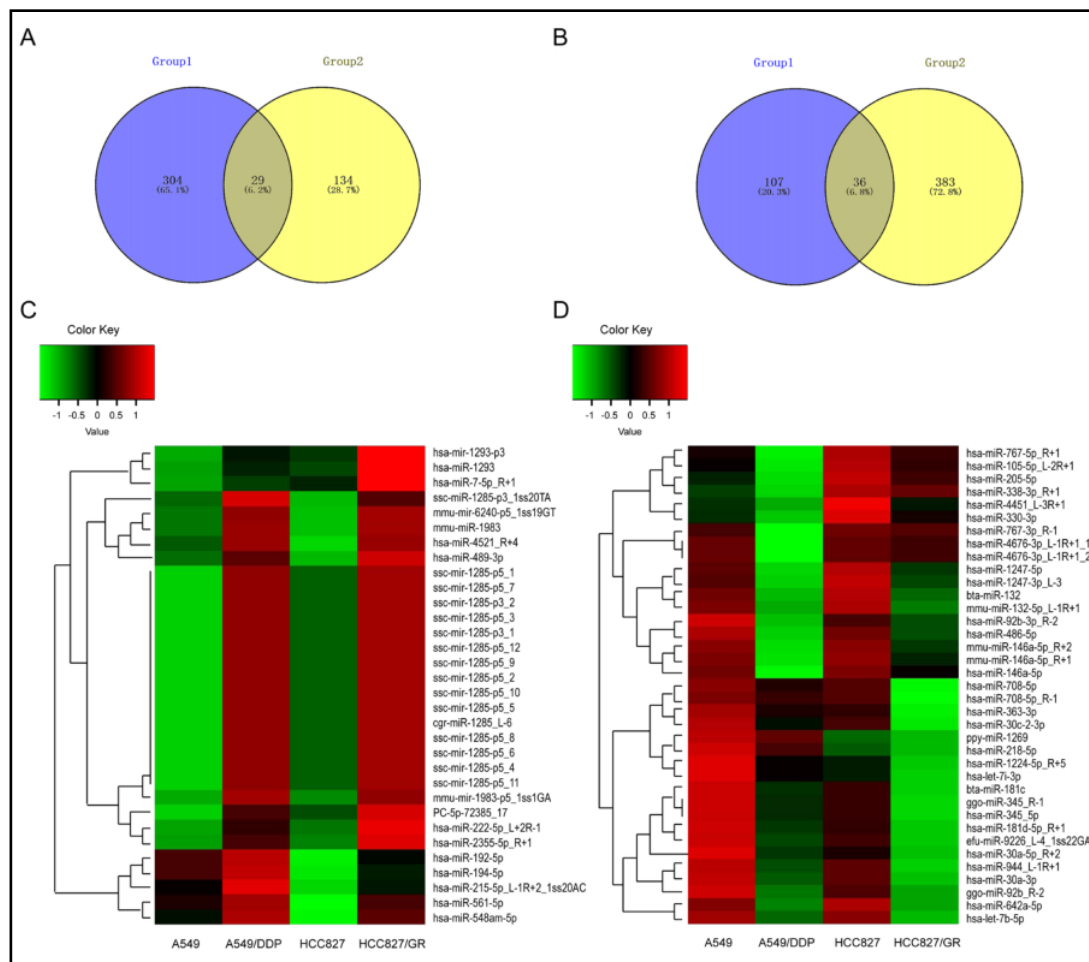 A
B
Group1
Group2
Group1
Group2
304
(65.1%)
29
(6.2%)
134
(28.7%)
107
(20.3%)
36
(6.8%)
383
(72.8%)
C
D
Color Key
-1 -0.5 0 0.5 1
Value
Color Key
-1 -0.5 0 0.5 1
Value
hsa-mir-1293-p3
hsa-miR-1293
hsa-miR-7-5p_R+1
ssc-miR-1285-p3_1ss20TA
mmu-mir-6240-p5_1ss19GT
mmu-miR-1983
hsa-miR-4521_R+4
hsa-miR-489-3p
ssc-mir-1285-p5_1
ssc-mir-1285-p5_7
ssc-mir-1285-p3_2
ssc-mir-1285-p5_3
ssc-mir-1285-p3_1
ssc-mir-1285-p5_12
ssc-mir-1285-p5_9
ssc-mir-1285-p5_2
ssc-mir-1285-p5_10
ssc-mir-1285-p5_5
cgr-miR-1285_L-6
ssc-mir-1285-p5_8
ssc-mir-1285-p5_6
ssc-mir-1285-p5_4
ssc-mir-1285-p5_11
mmu-mir-1983-p5_1ss1GA
PC-5p-72385_17
hsa-miR-222-5p_L+2R-1
hsa-miR-2355-5p_R+1
hsa-miR-192-5p
hsa-miR-194-5p
hsa-miR-215-5p_L-1R+2_1ss20AC
hsa-miR-561-5p
hsa-miR-548am-5p
A549 A549/DDP HCC827 HCC827/GR
hsa-miR-767-5p_R+1
hsa-miR-105-5p_L-2R+1
hsa-miR-205-5p
hsa-miR-338-3p_R+1
hsa-miR-4451_L-3R+1
hsa-miR-330-3p
hsa-miR-767-3p_R-1
hsa-miR-4676-3p_L-1R+1_1
hsa-miR-4676-3p_L-1R+1_2
hsa-miR-1247-5p
hsa-miR-1247-3p_L-3
bta-miR-132
mmu-miR-132-5p_L-1R+1
hsa-miR-92b-3p_R-2
hsa-miR-486-5p
mmu-miR-146a-5p_R+2
mmu-miR-146a-5p_R+1
hsa-miR-146a-5p
hsa-miR-708-5p
hsa-miR-708-5p_R-1
hsa-miR-363-3p
hsa-miR-30c-2-3p
ppy-miR-1269
hsa-miR-218-5p
hsa-miR-1224-5p_R+5
hsa-let-7i-3p
bta-miR-181c
ggo-miR-345_R-1
hsa-miR-345_5p
hsa-miR-181d-5p_R+1
efu-miR-9226_L-4_1ss22GA
hsa-miR-30a-5p_R+2
hsa-miR-944_L-1R+1
hsa-miR-30a-3p
ggo-miR-92b_R-2
hsa-miR-642a-5p
hsa-let-7b-5p
A549 A549/DDP HCC827 HCC827/GR